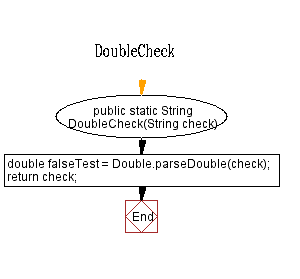 DoubleCheck
public static String
DoubleCheck(String check)
double falseTest = Double.parseDouble(check);
return check;
End